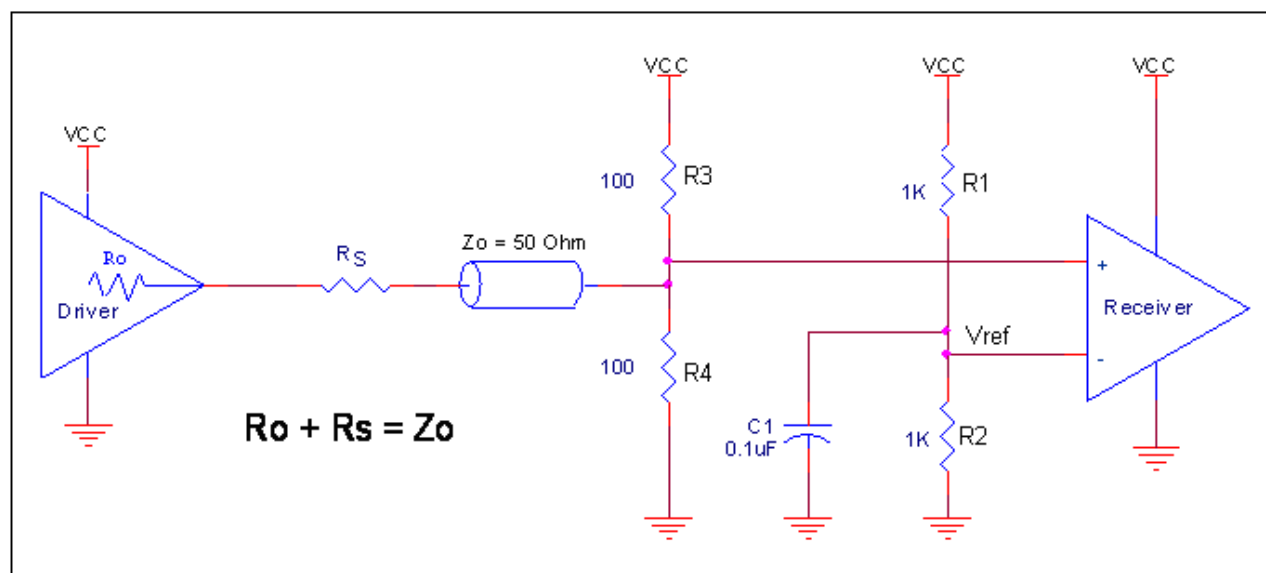 VCC
VCC
VCC
VCC
R3
100
R1
1K
Zo = 50 Ohm
Ro
RS
+
Driver
Receiver
Vref
-
R4
100
Ro + Rs = Zo
C1
0.1uF
R2
1K